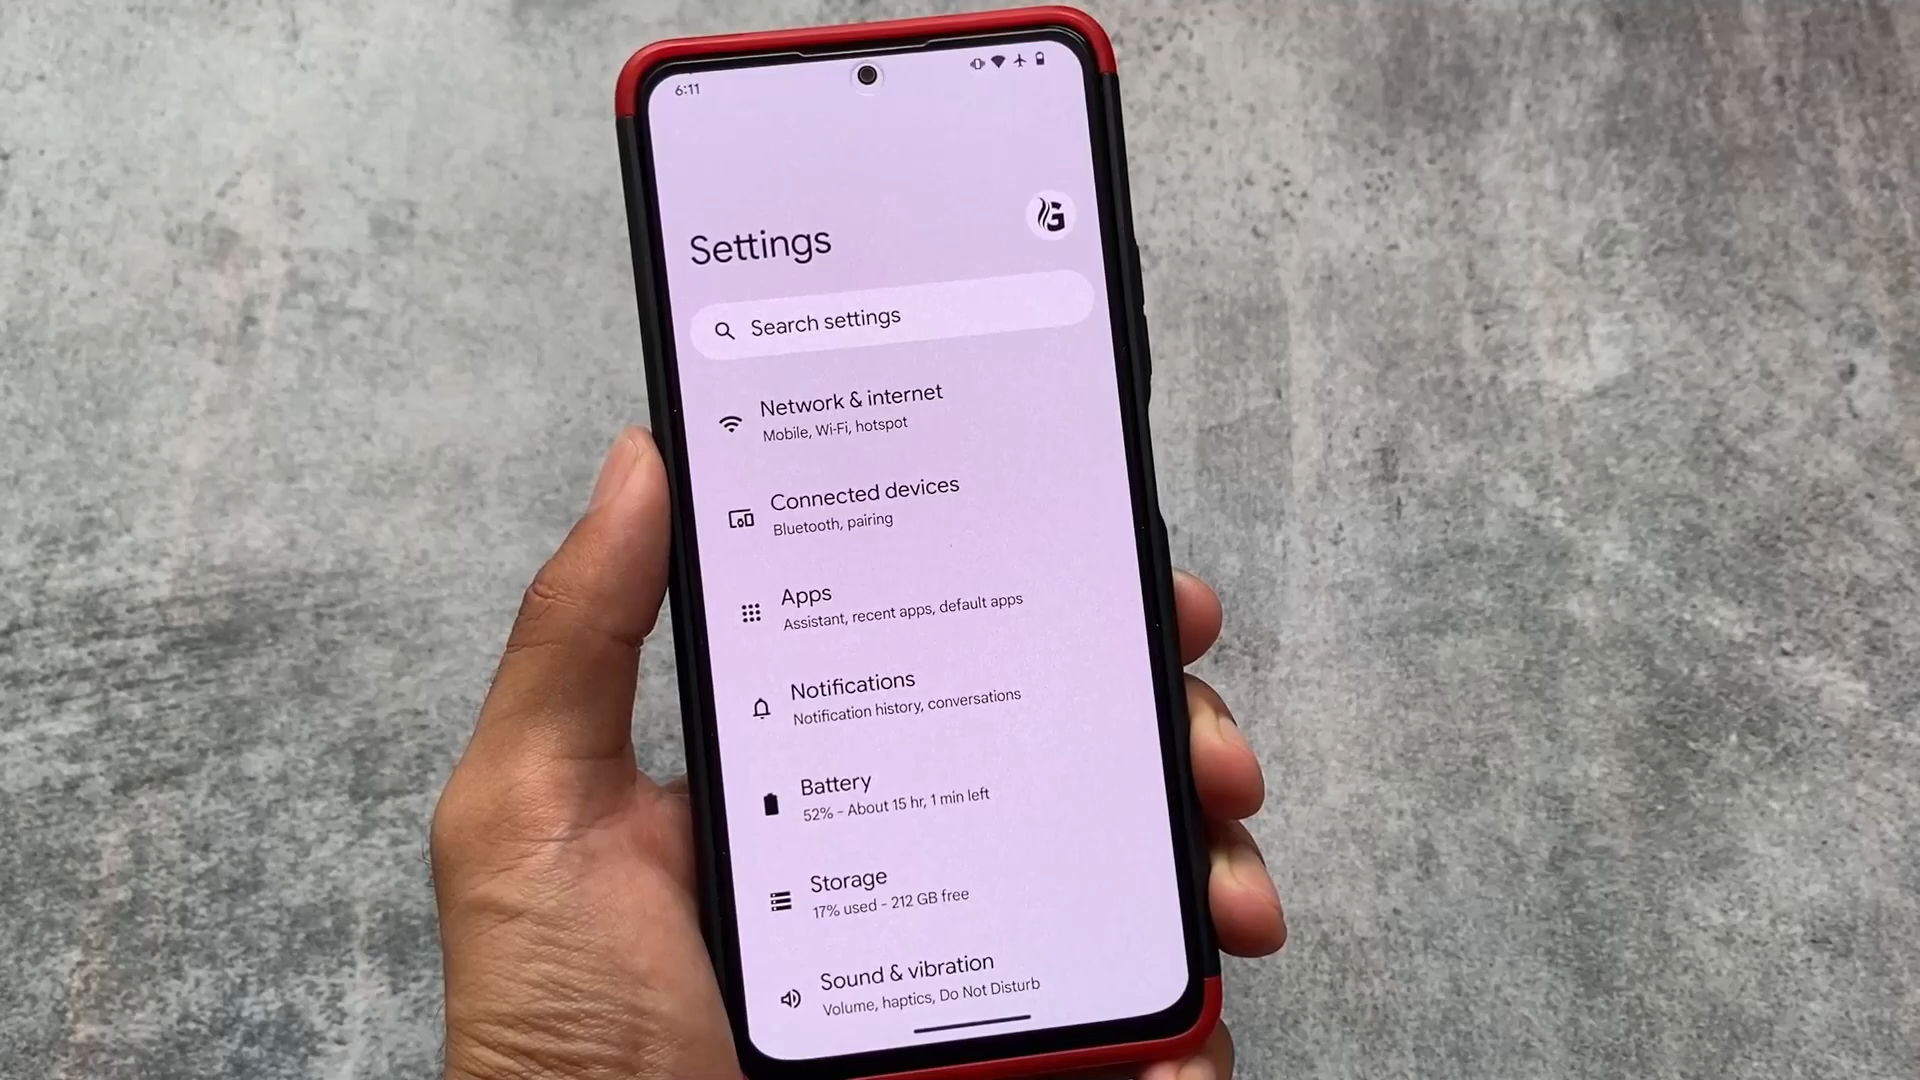 6:11
G
Settings
Search settings
Network & internet
Mobile, Wi-Fi, hotspot
Connected devices
Bluetooth, pairing
Apps
Assistant, recent apps, default apps
Notifications
Notification history, conversations
Battery
52% - About 15 hr, 1 min left
Storage
17% used - 212 GB free
Sound & vibration
Volume, haptics, Do Not Disturb